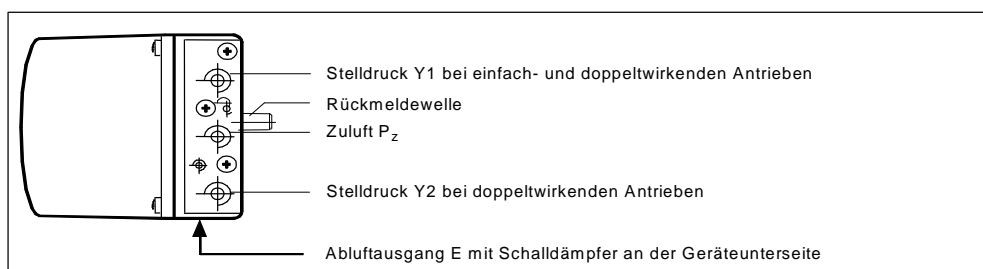 Stelldruck Y1 bei einfach- und doppeltwirkenden Antrieben
Rückmeldewelle
Zuluft P_z
Stelldruck Y2 bei doppeltwirkenden Antrieben
Abluftausgang E mit Schalldämpfer an der Geräteunterseite